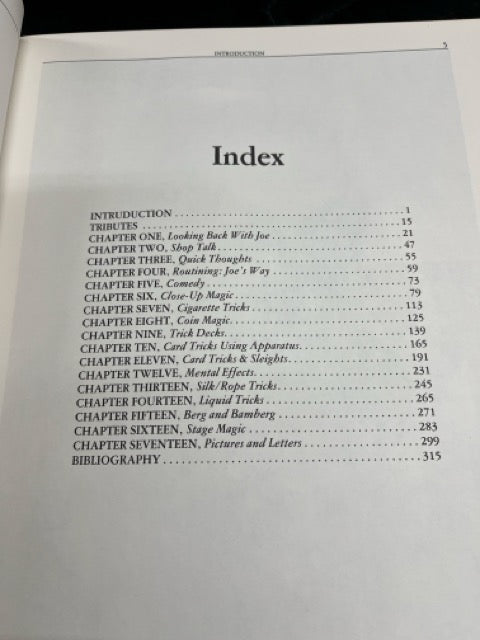 INTRODUCTION 5
Index
INTRUDUCTION ........................................ 1
TRIBUTES ........................................ 15
CHAPTER ONE, Looking Back With Joe ........................ 21
CHAPTER TWO, Shop Talk ........................ 47
CHAPTER THREE, Quick Thoughts ........................ 55
CHAPTER FOUR, Routining: Joe's Way ........................ 59
CHAPTER FIVE, Comedy ........................ 73
CHAPTER SIX, Close-Up Magic ........................ 79
CHAPTER SEVEN, Cigarette Tricks ........................ 113
CHAPTER EIGHT, Coin Magic ........................ 125
CHAPTER NINE, Trick Decks ........................ 139
CHAPTER TEN, Card Tricks Using Apparatus ........................ 165
CHAPTER ELEVEN, Card Tricks & Sleights ........................ 191
CHAPTER TWELVE, Mental Effects ........................ 231
CHAPTER THIRTEEN, Silk/Rope Tricks ........................ 245
CHAPTER FOURTEEN, Liquid Tricks ........................ 265
CHAPTER FIFTEEN, Berg and Bamberg ........................ 271
CHAPTER SIXTEEN, Stage Magic ........................ 283
CHAPTER SEVENTEEN, Pictures and Letters ........................ 299
BIBLIOGRAPHY ........................................ 315